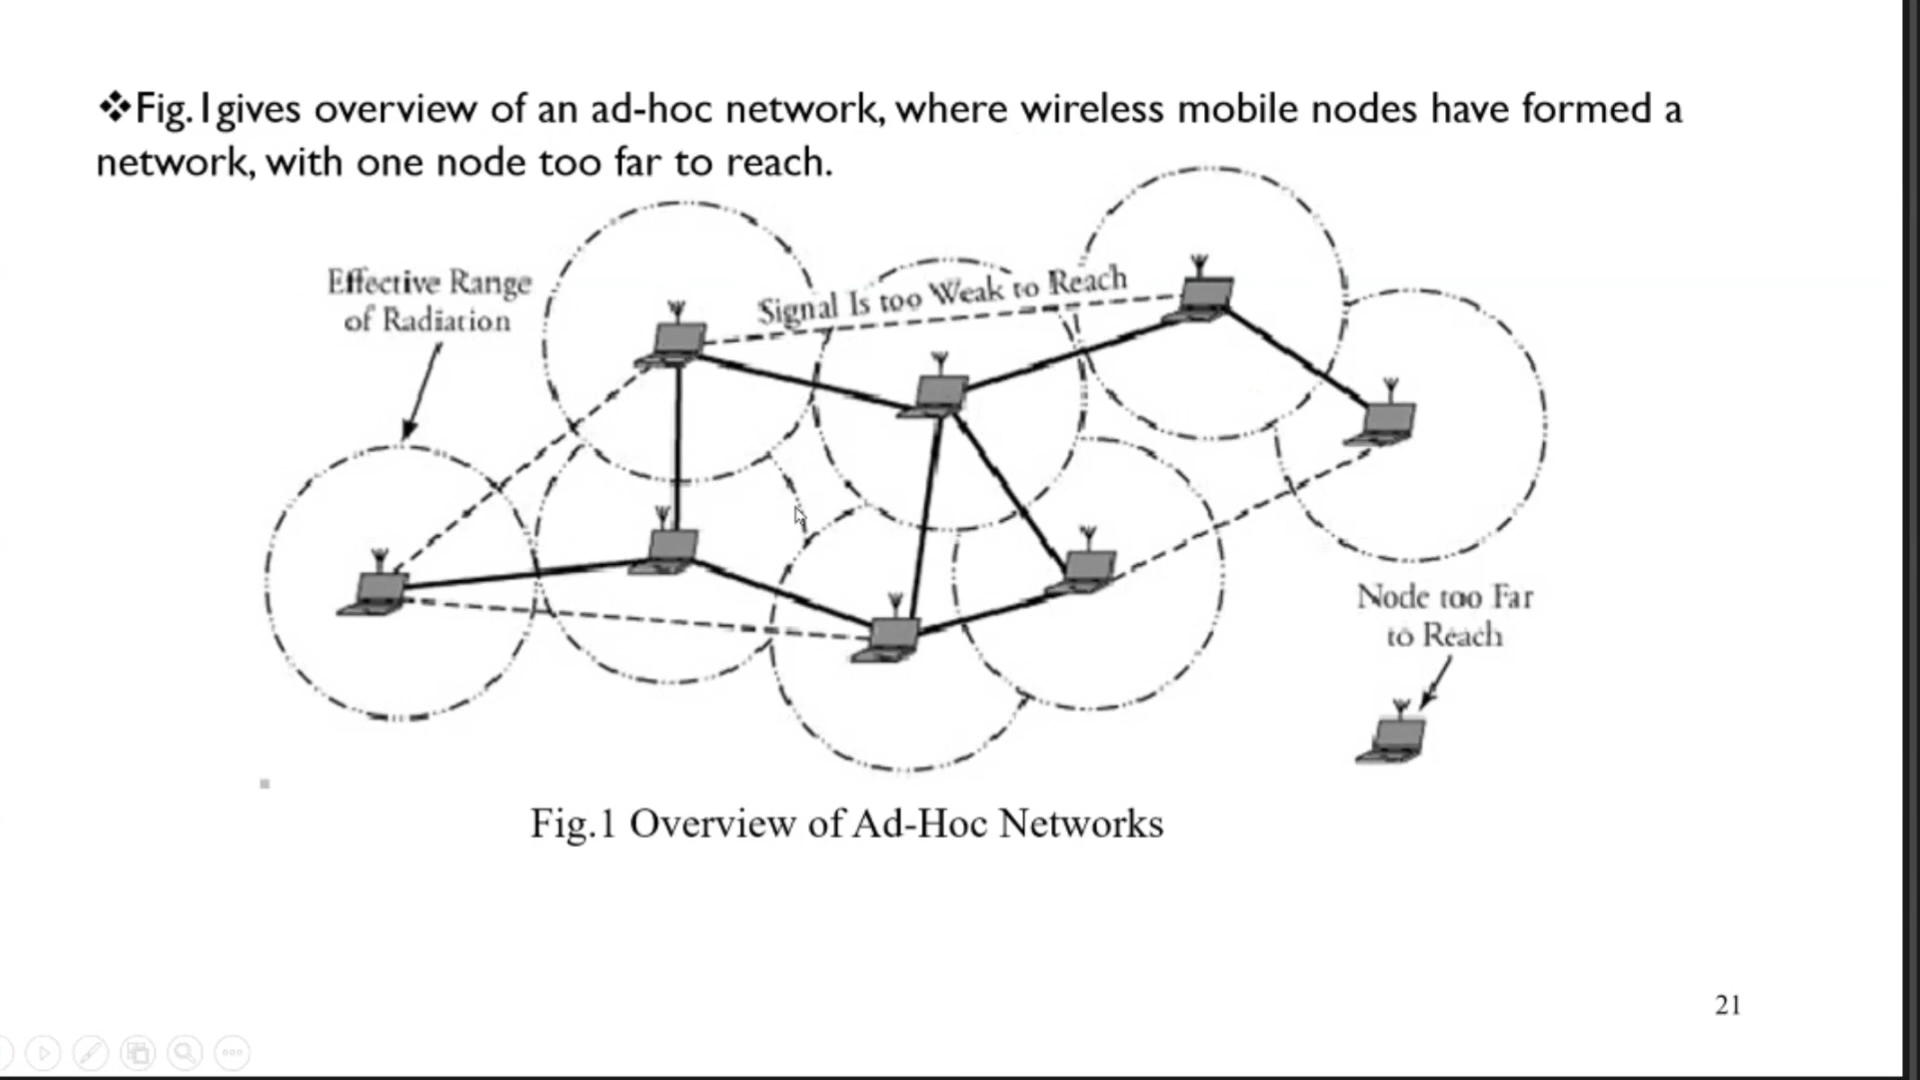 ❖Fig.1gives overview of an ad-hoc network, where wireless mobile nodes have formed a
network, with one node too far to reach.
Effective Range
of Radiation
Signal Is too Weak to Reach
Node too Far
to Reach
Fig.1 Overview of Ad-Hoc Networks
21